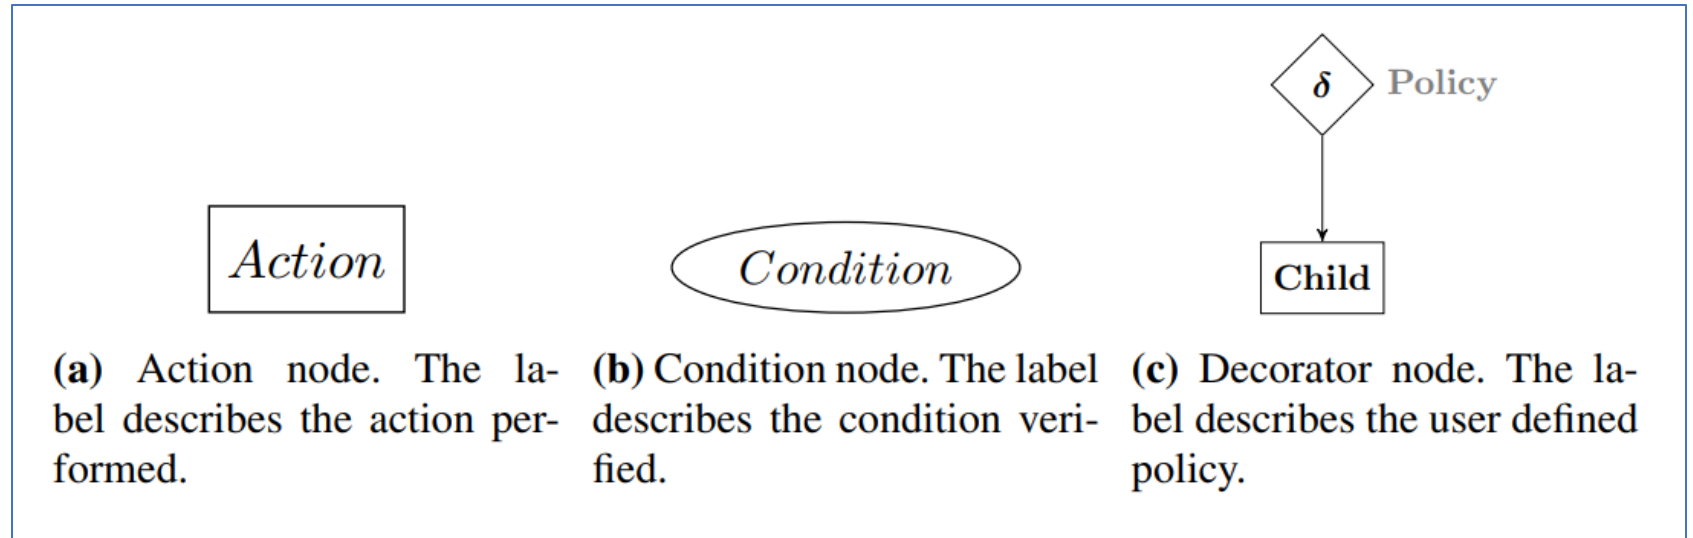 δ Policy
Action
Condition
Child
(a) Action node. The la-
bel describes the action per-
formed.
(b) Condition node. The label
describes the condition veri-
fied.
(c) Decorator node. The la-
bel describes the user defined
policy.